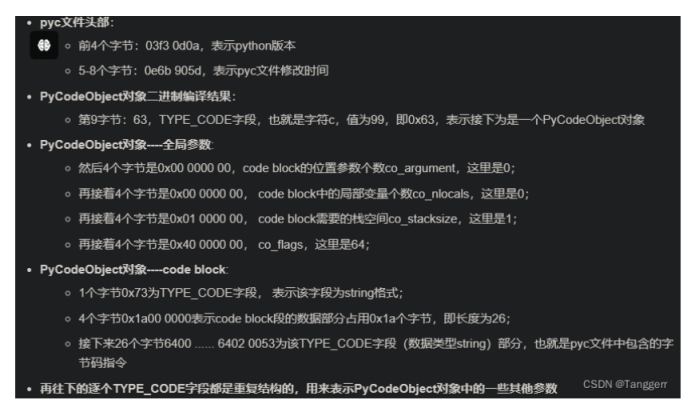 pyc文件头部：
前4个字节：03f3 0d0a，表示python版本
5-8个字节：0e6b 905d，表示pyc文件修改时间
PyCodeObject对象二进制编译结果：
第9字节：63，TYPE_CODE字段，也就是字符c，值为99，即0x63，表示接下为是一个PyCodeObject对象
PyCodeObject对象----全局参数:
然后4个字节是0x00 0000 00，code block的位置参数个数co_argument，这里是0；
再接着4个字节是0x00 0000 00， code block中的局部变量个数co_nlocals，这里是0；
再接着4个字节是0x01 0000 00， code block需要的栈空间co_stacksize，这里是1；
再接着4个字节是0x40 0000 00， co_flags，这里是64；
PyCodeObject对象----code block:
1个字节0x73为TYPE_CODE字段， 表示该字段为string格式；
4个字节0x1a00 0000表示code block段的数据部分占用0x1a个字节，即长度为26；
接下来26个字节6400 ...... 6402 0053为该TYPE_CODE字段（数据类型string）部分，也就是pyc文件中包含的字
节码指令
再往下的逐个TYPE_CODE字段都是重复结构的，用来表示PyCodeObject对象中的一些其他参数
CSDN @Tanggerr